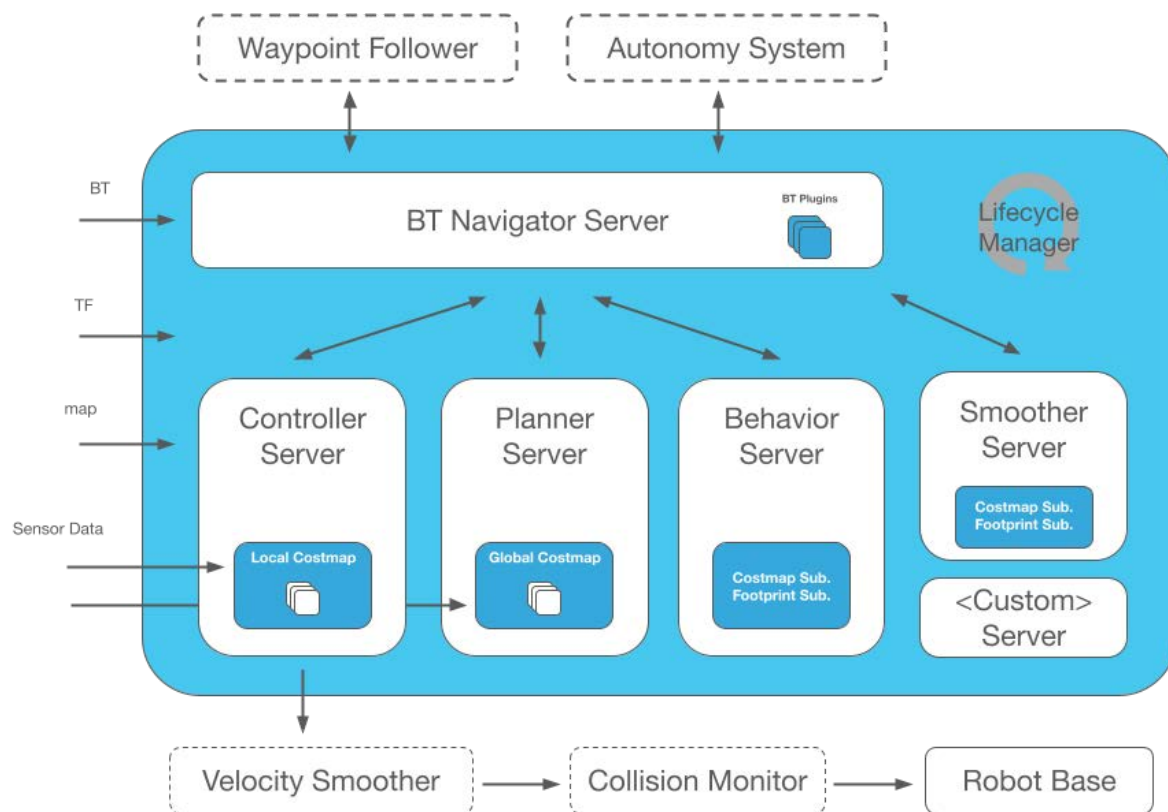 Waypoint Follower
Autonomy System
BT
BT Navigator Server
BT Plugins
Lifecycle
Manager
TF
map
Sensor Data
Controller
Server
Local Costmap
Planner
Server
Global Costmap
Behavior
Server
Costmap Sub.
Footprint Sub.
Smoother
Server
Costmap Sub.
Footprint Sub.
<Custom>
Server
Velocity Smoother
Collision Monitor
Robot Base